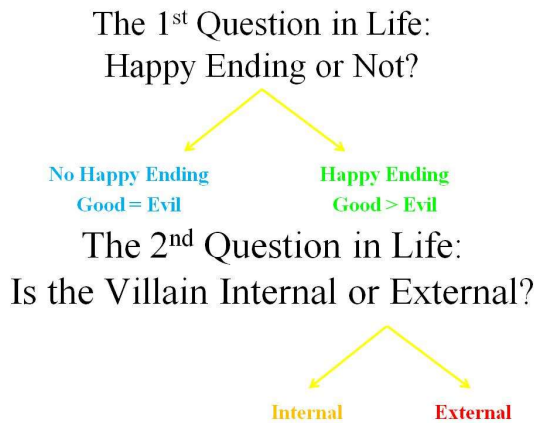 The 1st Question in Life:
Happy Ending or Not?
No Happy Ending
Good = Evil
Happy Ending
Good > Evil
The 2nd Question in Life:
Is the Villain Internal or External?
Internal
External